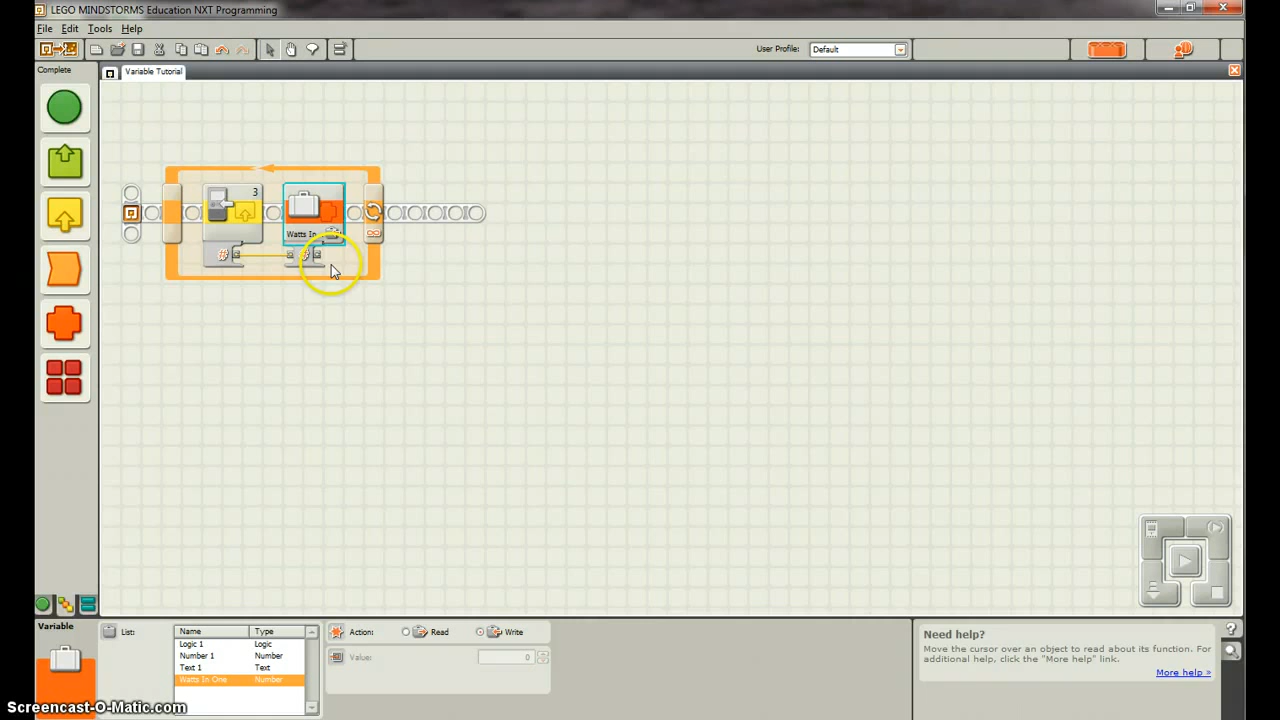 LEGO MINDSTORMS Education NXT Programming
File Edit Tools Help
User Profile: Default
Complete
Variable Tutorial
3
Watts In
#
#
Variable
List:
Name Type
Logic 1 Logic
Number 1 Number
Text 1 Text
Watts In One Number
Action: Read Write
Value: 0
Need help?
Move the cursor over an object to read about its function. For
additional help, click the "More help" link.
More help »
?
Screencast-O-Matic.com